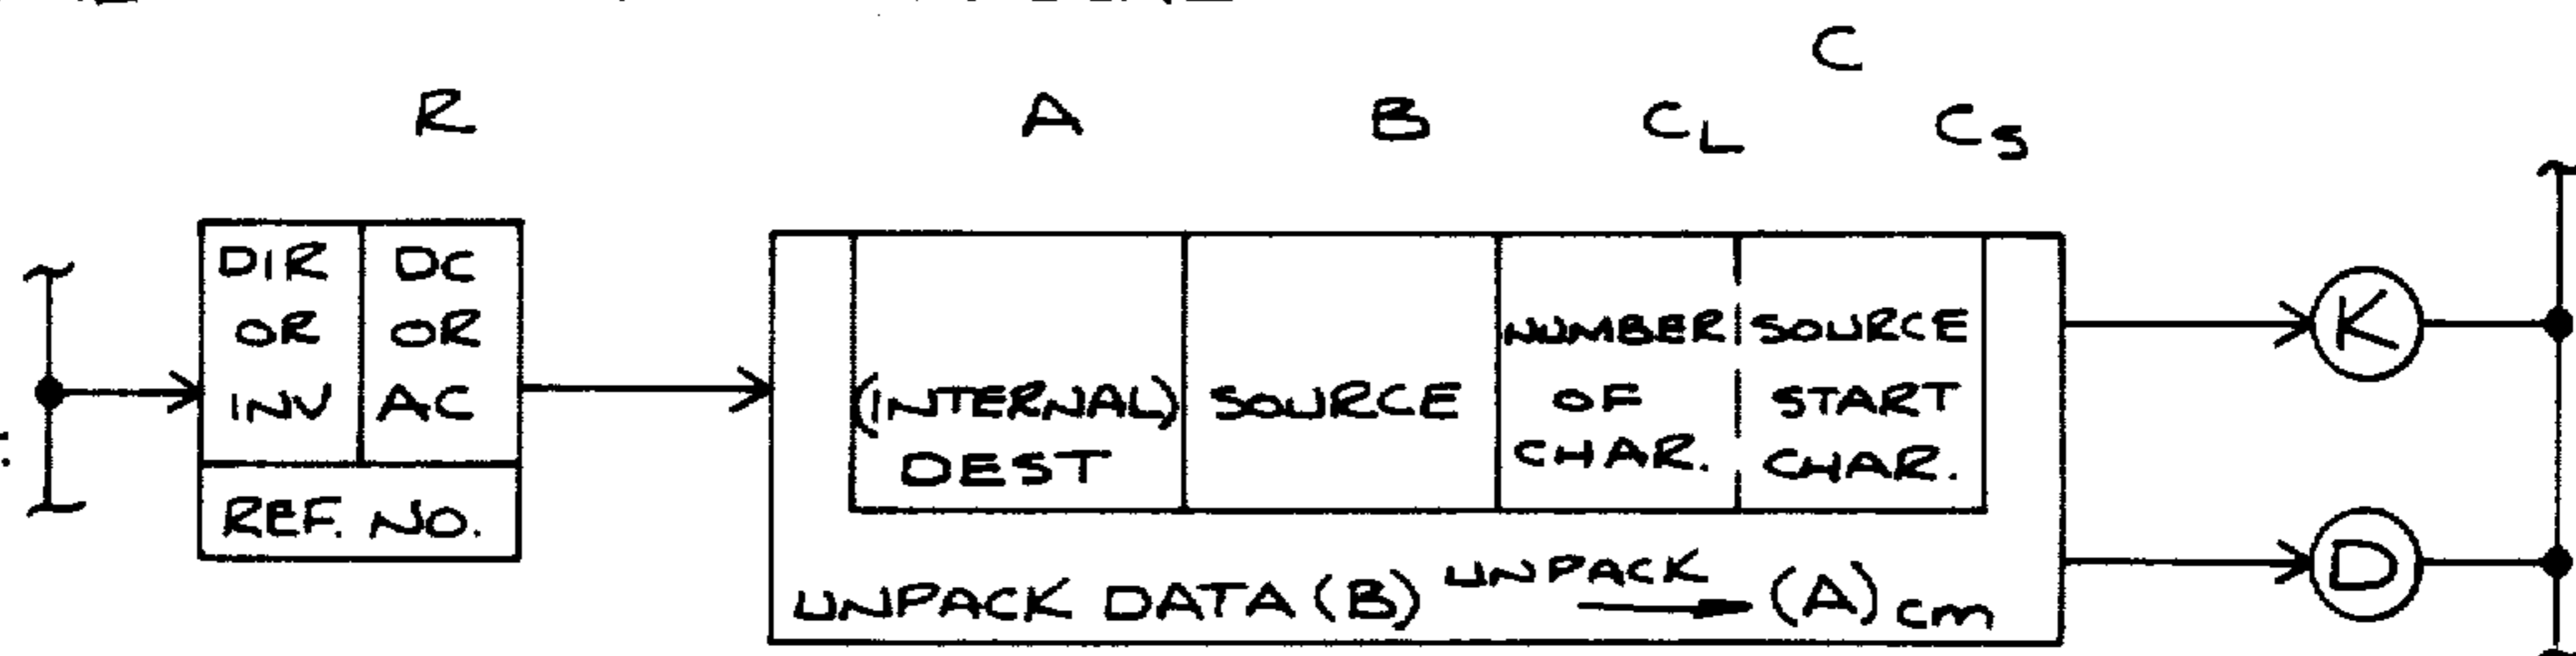 C
R A B CL CS
DIR OR INV
DC OR AC
REF. NO.
(INTERNAL) DEST
SOURCE
NUMBER OF CHAR.
SOURCE START CHAR.
K
D
UNPACK DATA (B) UNPACK (A) cm